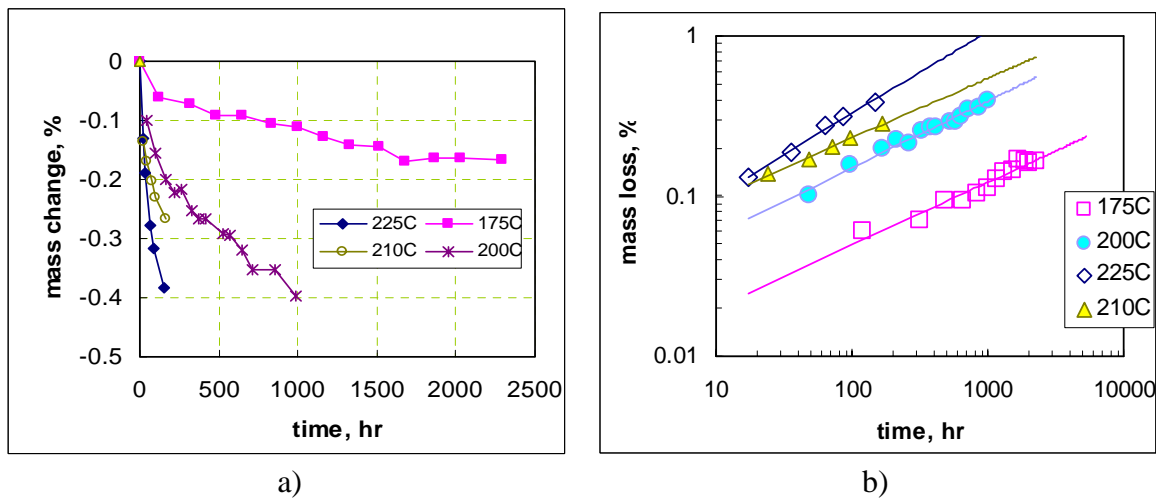 0
-0.1
-0.2
-0.3
-0.4
-0.5
0 500 1000 1500 2000 2500
mass change, %
time, hr
225C 175C
210C 200C
a)
1
0.1
0.01
10 100 1000 10000
mass loss, %
time, hr
175C
200C
225C
210C
b)